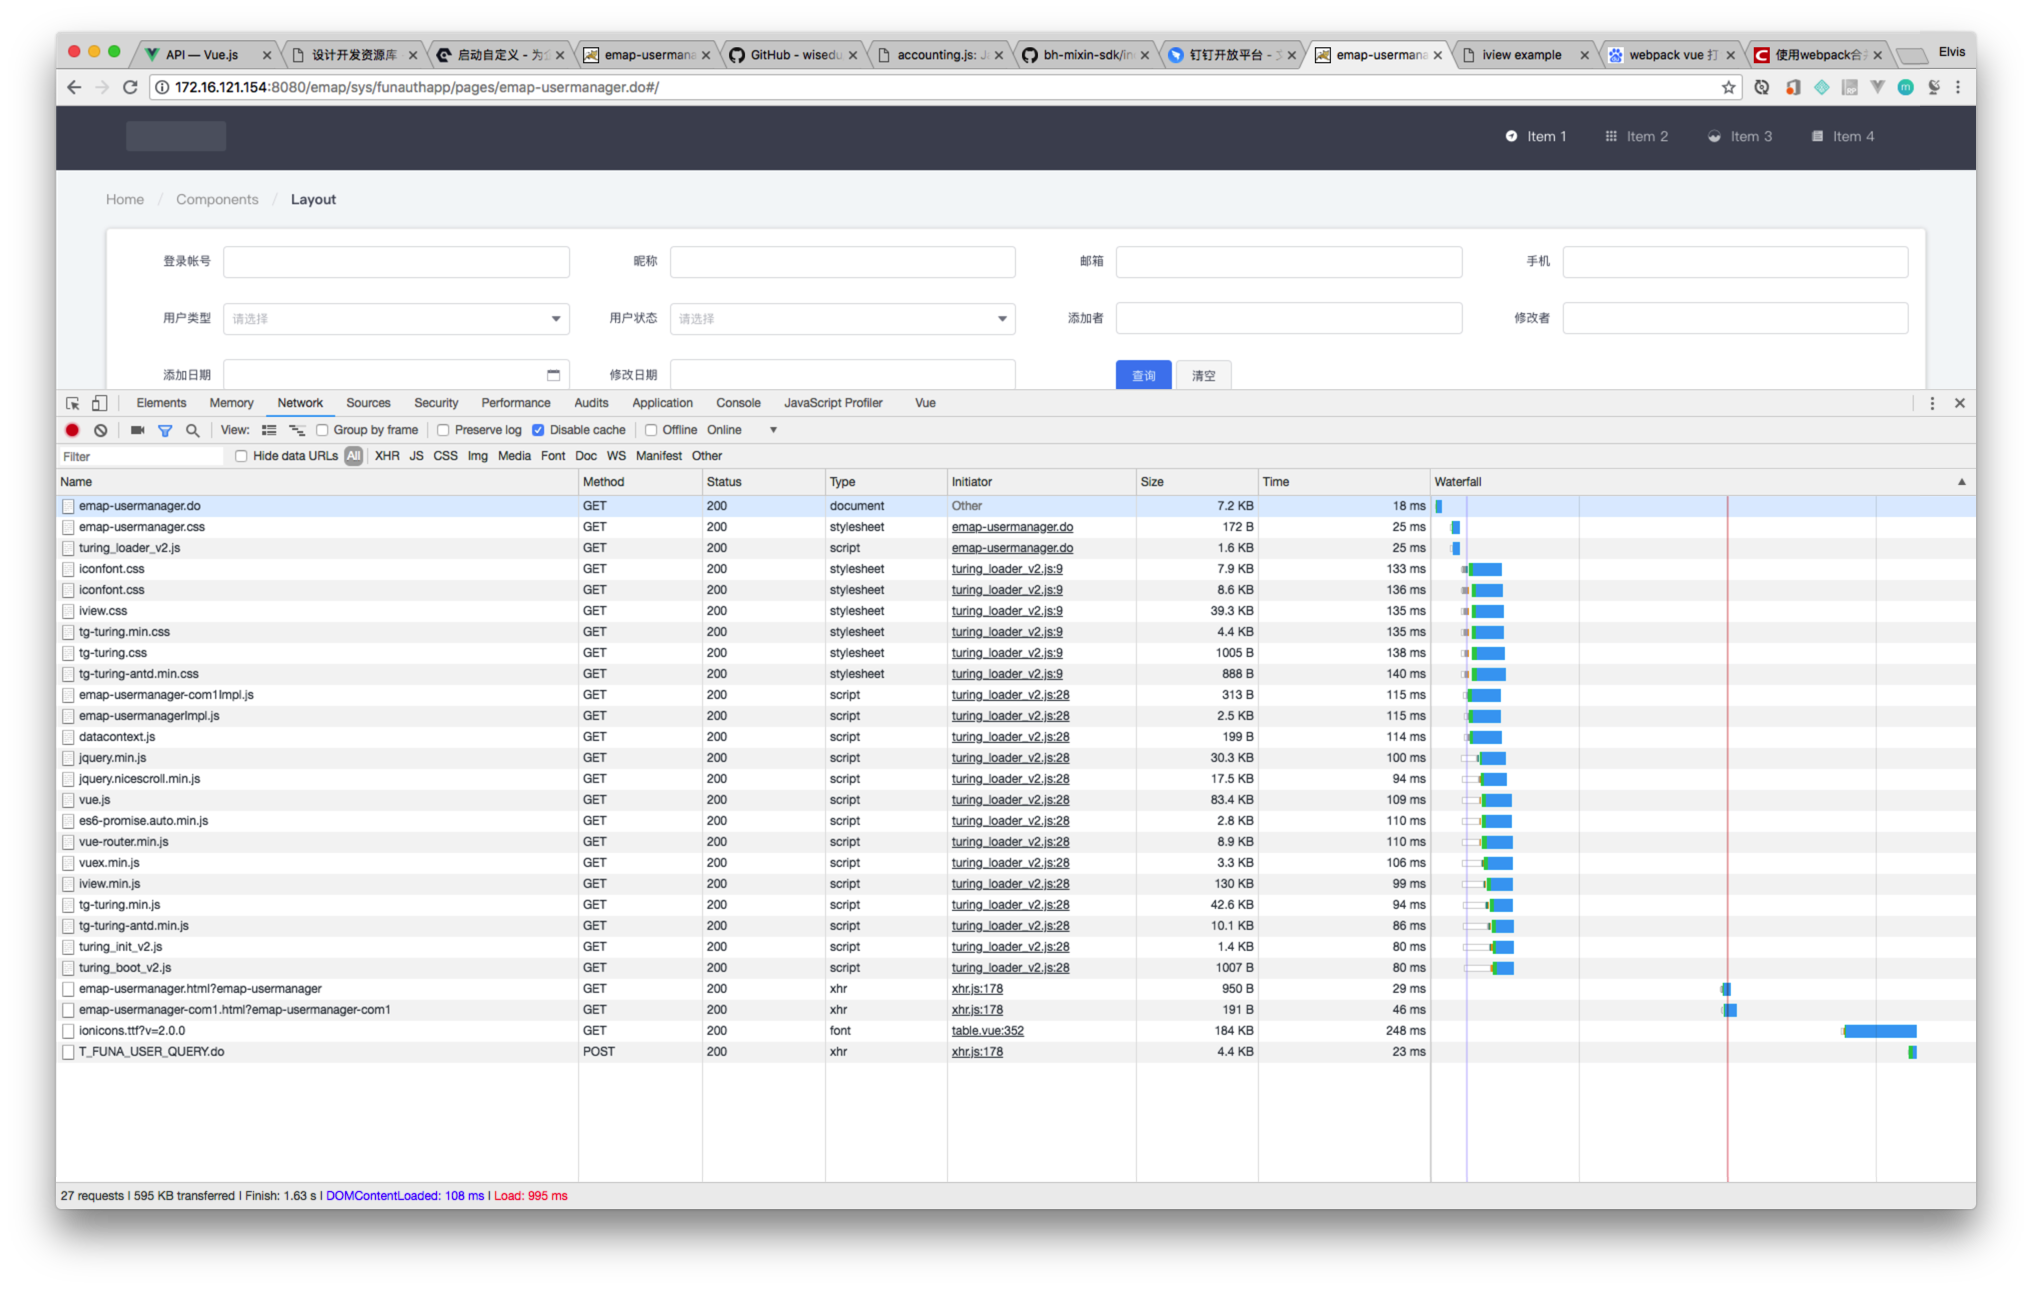 API — Vue.js
设计开发资源库
启动自定义 - 为
emap-usermana
GitHub - wisedu
accounting.js:
bh-mixin-sdk/in
钉钉开放平台 -
emap-usermana
iview example
webpack vue 打
使用webpack合
Elvis
172.16.121.154:8080/emap/sys/funauthapp/pages/emap-usermanager.do#/
Item 1 Item 2 Item 3 Item 4
Home / Components / Layout
登录帐号 昵称 邮箱 手机
用户类型 请选择 用户状态 请选择 添加者 修改者
添加日期 修改日期 查询 清空
Elements Memory Network Sources Security Performance Audits Application Console JavaScript Profiler Vue
View: Group by frame Preserve log Disable cache Offline Online
Filter Hide data URLs All XHR JS CSS Img Media Font Doc WS Manifest Other
Name Method Status Type Initiator Size Time Waterfall
emap-usermanager.do GET 200 document Other 7.2 KB 18 ms
emap-usermanager.css GET 200 stylesheet emap-usermanager.do 172 B 25 ms
turing_loader_v2.js GET 200 script emap-usermanager.do 1.6 KB 25 ms
iconfont.css GET 200 stylesheet turing_loader_v2.js:9 7.9 KB 133 ms
iconfont.css GET 200 stylesheet turing_loader_v2.js:9 8.6 KB 136 ms
iview.css GET 200 stylesheet turing_loader_v2.js:9 39.3 KB 135 ms
tg-turing.min.css GET 200 stylesheet turing_loader_v2.js:9 4.4 KB 135 ms
tg-turing.css GET 200 stylesheet turing_loader_v2.js:9 1005 B 138 ms
tg-turing-antd.min.css GET 200 stylesheet turing_loader_v2.js:9 888 B 140 ms
emap-usermanager-com1Impl.js GET 200 script turing_loader_v2.js:28 313 B 115 ms
emap-usermanagerImpl.js GET 200 script turing_loader_v2.js:28 2.5 KB 115 ms
datacontext.js GET 200 script turing_loader_v2.js:28 199 B 114 ms
jquery.min.js GET 200 script turing_loader_v2.js:28 30.3 KB 100 ms
jquery.nicescroll.min.js GET 200 script turing_loader_v2.js:28 17.5 KB 94 ms
vue.js GET 200 script turing_loader_v2.js:28 83.4 KB 109 ms
es6-promise.auto.min.js GET 200 script turing_loader_v2.js:28 2.8 KB 110 ms
vue-router.min.js GET 200 script turing_loader_v2.js:28 8.9 KB 110 ms
vuex.min.js GET 200 script turing_loader_v2.js:28 3.3 KB 106 ms
iview.min.js GET 200 script turing_loader_v2.js:28 130 KB 99 ms
tg-turing.min.js GET 200 script turing_loader_v2.js:28 42.6 KB 94 ms
tg-turing-antd.min.js GET 200 script turing_loader_v2.js:28 10.1 KB 86 ms
turing_init_v2.js GET 200 script turing_loader_v2.js:28 1.4 KB 80 ms
turing_boot_v2.js GET 200 script turing_loader_v2.js:28 1007 B 80 ms
emap-usermanager.html?emap-usermanager GET 200 xhr xhr.js:178 950 B 29 ms
emap-usermanager-com1.html?emap-usermanager-com1 GET 200 xhr xhr.js:178 191 B 46 ms
ionicons.ttf?v=2.0.0 GET 200 font table.vue:352 184 KB 248 ms
T_FUNA_USER_QUERY.do POST 200 xhr xhr.js:178 4.4 KB 23 ms
27 requests | 595 KB transferred | Finish: 1.63 s | DOMContentLoaded: 108 ms | Load: 995 ms